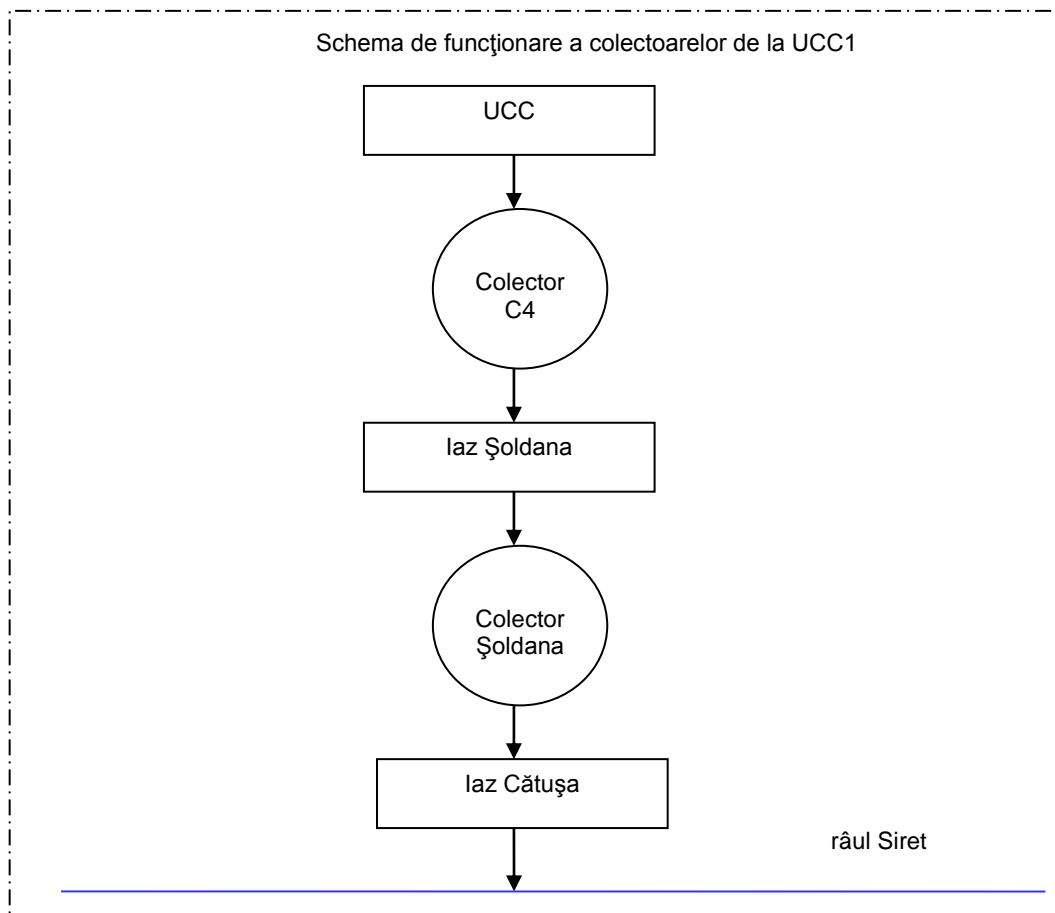 Schema de funcţionare a colectoarelor de la UCC1
UCC
Colector
C4
Iaz Şoldana
Colector
Şoldana
Iaz Cătuşa
râul Siret